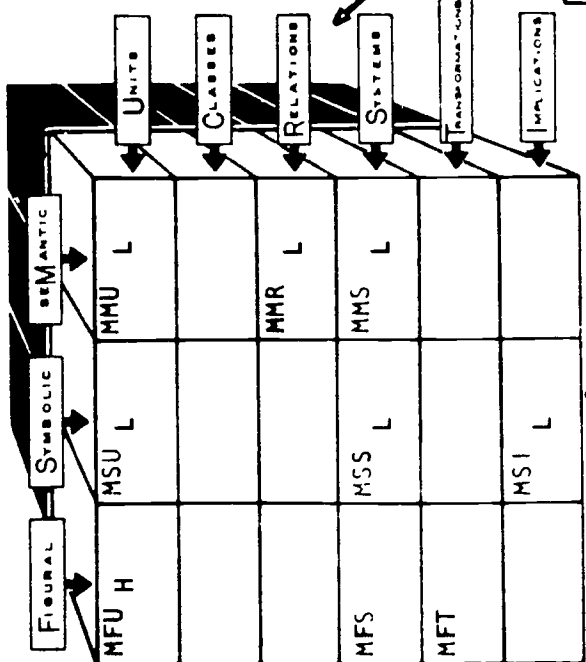 FIGURAL
SYMBOLIC
SEMANTIC
UNITS
CLASSES
RELATIONS
SYSTEMS
TRANSFORMATIONS
IMPLICATIONS
MFU H
MSU L
MMU L
MMR L
MFS
MSS L
MMS L
MFT
MSI L